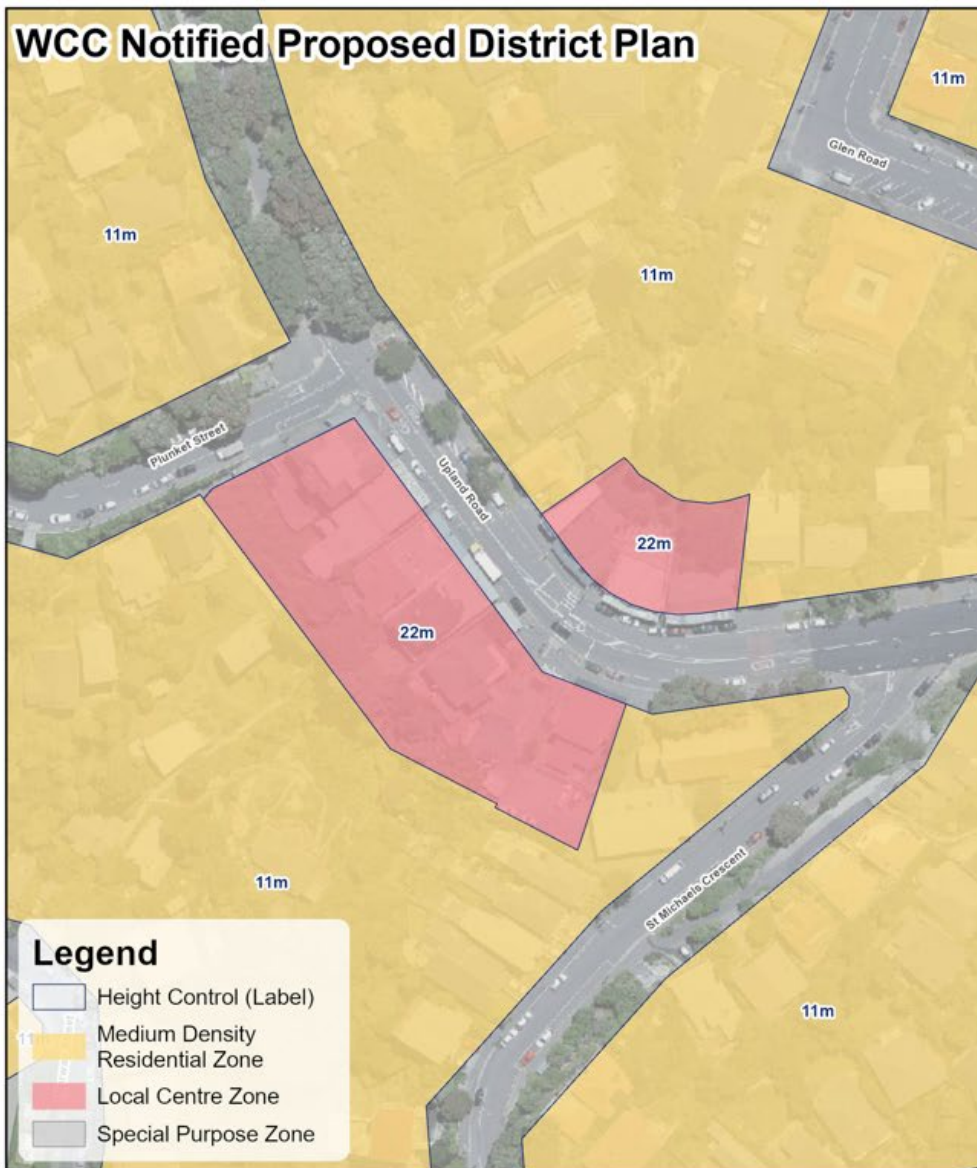 WCC Notified Proposed District Plan
11m
Glen Road
11m
11m
Plunket Street
Upland Road
22m
22m
11m
St Michaels Crescent
11m
Legend
Height Control (Label)
Medium Density
Residential Zone
Local Centre Zone
Special Purpose Zone